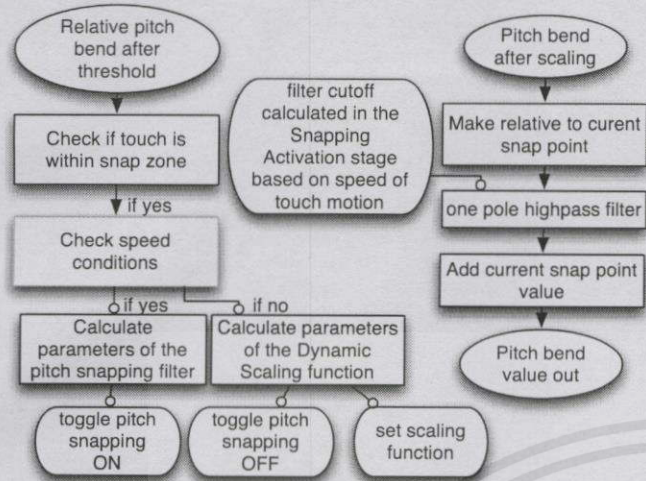 Relative pitch
bend after
threshold
Check if touch is
within snap zone
if yes
Check speed
conditions
if yes
if no
Calculate
parameters of the
pitch snapping filter
Calculate parameters
of the Dynamic
Scaling function
toggle pitch
snapping
ON
toggle pitch
snapping
OFF
set scaling
function
filter cutoff
calculated in the
Snapping
Activation stage
based on speed of
touch motion
Pitch bend
after scaling
Make relative to curent
snap point
one pole highpass filter
Add current snap point
value
Pitch bend
value out